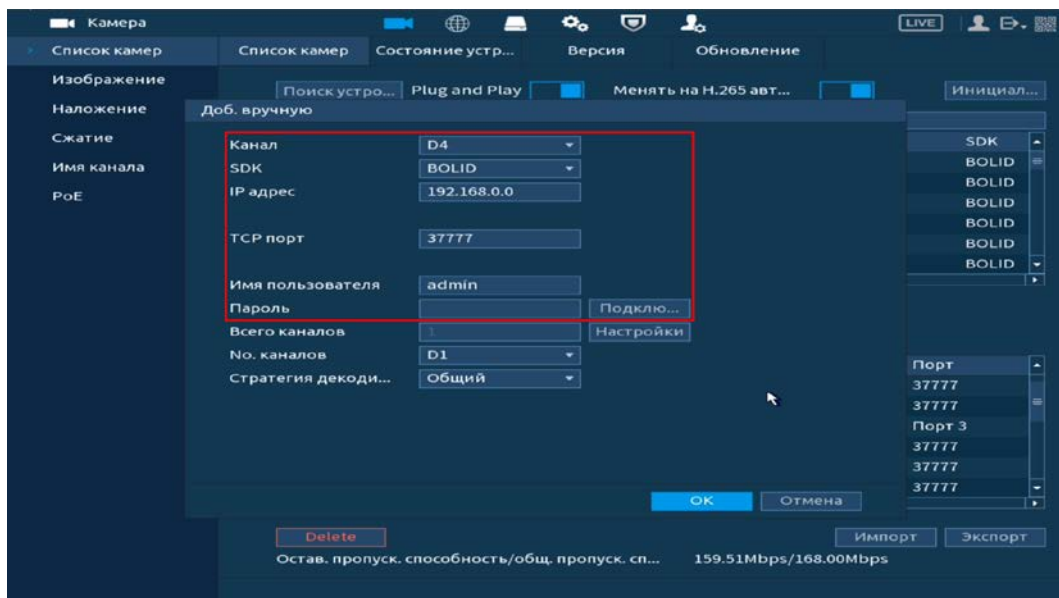 Камера LIVE
Список камер Список камер Состояние устр... Версия Обновление
Изображение
Поиск устро... Plug and Play Менять на H.265 авт... Инициал...
Наложение Доб. вручную
Сжатие Канал D4 SDK
Имя канала SDK BOLID BOLID
IP адрес 192.168.0.0 BOLID
PoE BOLID
TCP порт 37777 BOLID
BOLID
BOLID
Имя пользователя admin
Пароль Подклю...
Всего каналов 1 Настройки
No. каналов D1 Порт
Стратегия декоди... Общий 37777
37777
Порт 3
37777
37777
37777
OK Отмена
Delete Импорт Экспорт
Остав. пропуск. способность/общ. пропуск. сп... 159.51Mbps/168.00Mbps